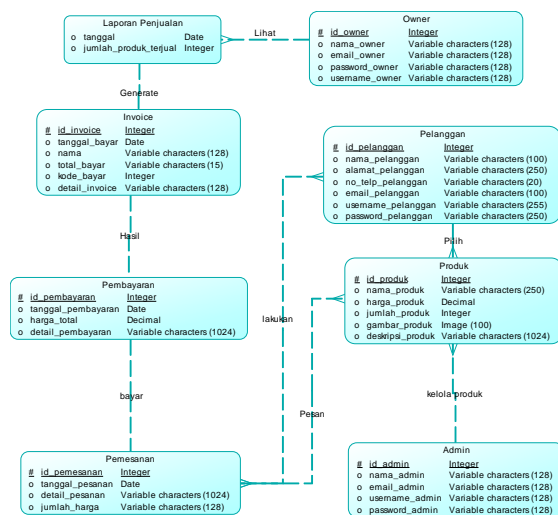 Laporan Penjualan
o tanggal Date
o jumlah_produk_terjual Integer
Lihat
Owner
# id_owner Integer
o nama_owner Variable characters (128)
o email_owner Variable characters (128)
o password_owner Variable characters (128)
o username_owner Variable characters (128)
Generate
Invoice
# id_invoice Integer
o tanggal_bayar Date
o nama Variable characters (128)
o total_bayar Variable characters (15)
o kode_bayar Integer
o detail_invoice Variable characters (128)
Pelanggan
# id_pelanggan Integer
o nama_pelanggan Variable characters (100)
o alamat_pelanggan Variable characters (250)
o no_telp_pelanggan Variable characters (20)
o email_pelanggan Variable characters (100)
o username_pelanggan Variable characters (255)
o password_pelanggan Variable characters (250)
Hasil
Pilih
Pembayaran
# id_pembayaran Integer
o tanggal_pembayaran Date
o harga_total Decimal
o detail_pembayaran Variable characters (1024)
Produk
# id_produk Integer
o nama_produk Variable characters (250)
o harga_produk Decimal
o jumlah_produk Integer
o gambar_produk Image (100)
o deskripsi_produk Variable characters (1024)
lakukan
bayar
Pesan
kelola produk
Pemesanan
# id_pemesanan Integer
o tanggal_pesanan Date
o detail_pesanan Variable characters (1024)
o jumlah_harga Variable characters (128)
Admin
# id_admin Integer
o nama_admin Variable characters (128)
o email_admin Variable characters (128)
o username_admin Variable characters (128)
o password_admin Variable characters (128)